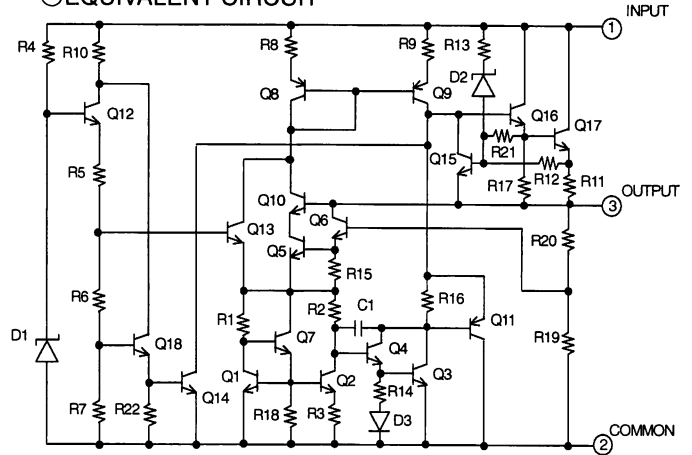 EQUIVALENT CIRCUIT
INPUT
1
R4
R10
R8
R9
R13
D2
Q12
Q8
Q9
Q16
Q17
Q15
R21
R12
R5
R17
R11
Q10
Q6
OUTPUT
3
Q13
Q5
R20
R15
R6
R2
C1
R16
Q11
R1
R19
D1
Q18
Q7
Q4
Q14
Q1
Q2
Q3
R14
R7
R22
R18
R3
D3
COMMON
2